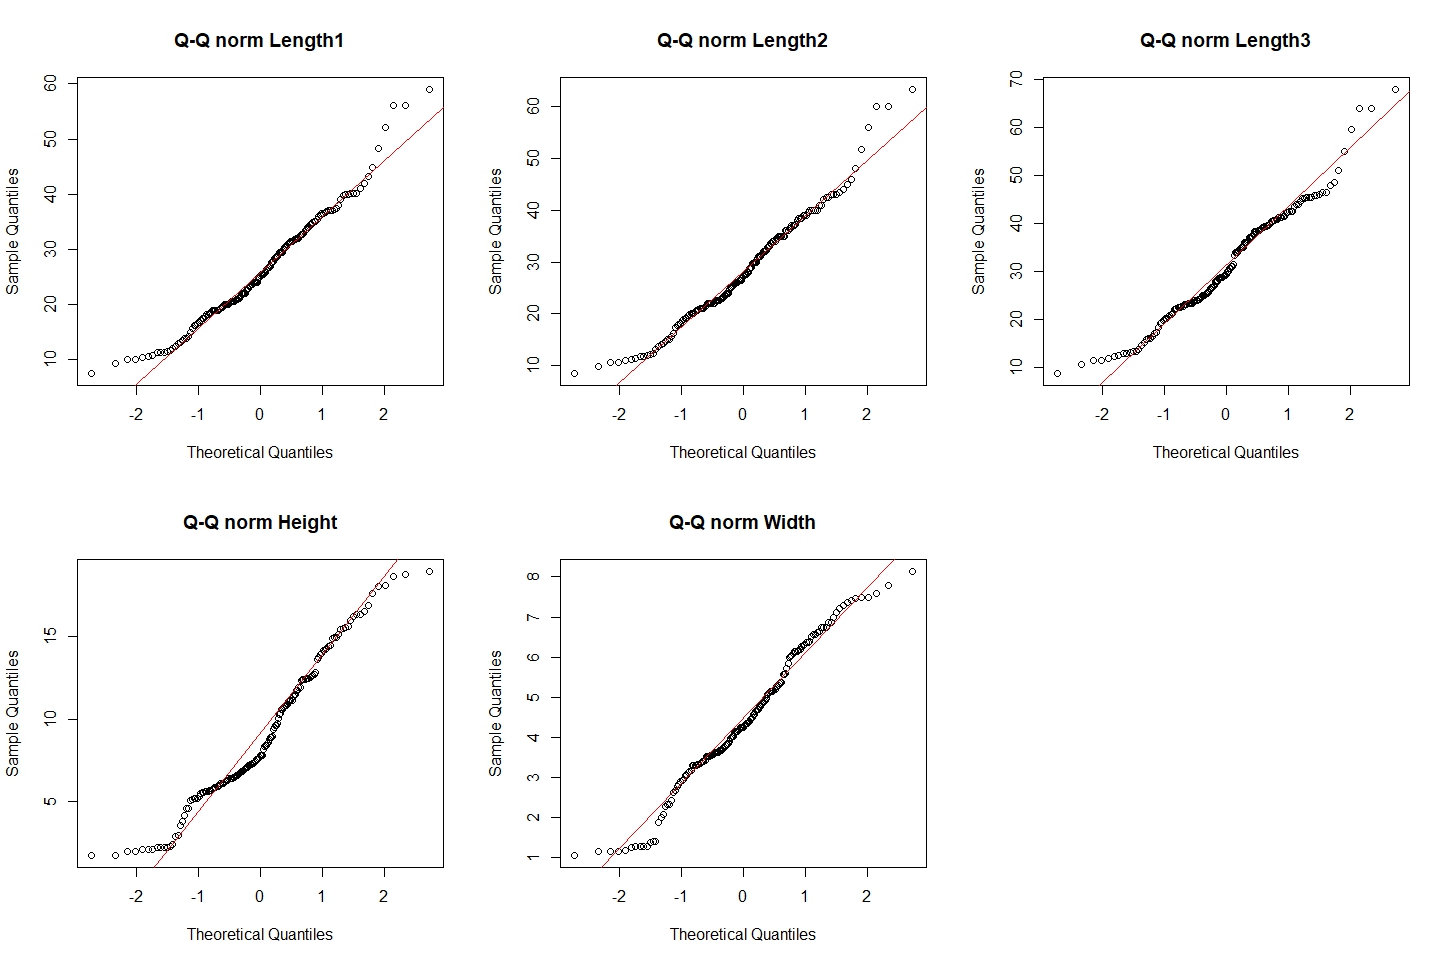 Q-Q norm Length1
Sample Quantiles
60
50
40
30
20
10
-2 -1 0 1 2
Theoretical Quantiles
Q-Q norm Length2
Sample Quantiles
60
50
40
30
20
10
-2 -1 0 1 2
Theoretical Quantiles
Q-Q norm Length3
Sample Quantiles
70
60
50
40
30
20
10
-2 -1 0 1 2
Theoretical Quantiles
Q-Q norm Height
Sample Quantiles
15
10
5
-2 -1 0 1 2
Theoretical Quantiles
Q-Q norm Width
Sample Quantiles
8
7
6
5
4
3
2
1
-2 -1 0 1 2
Theoretical Quantiles